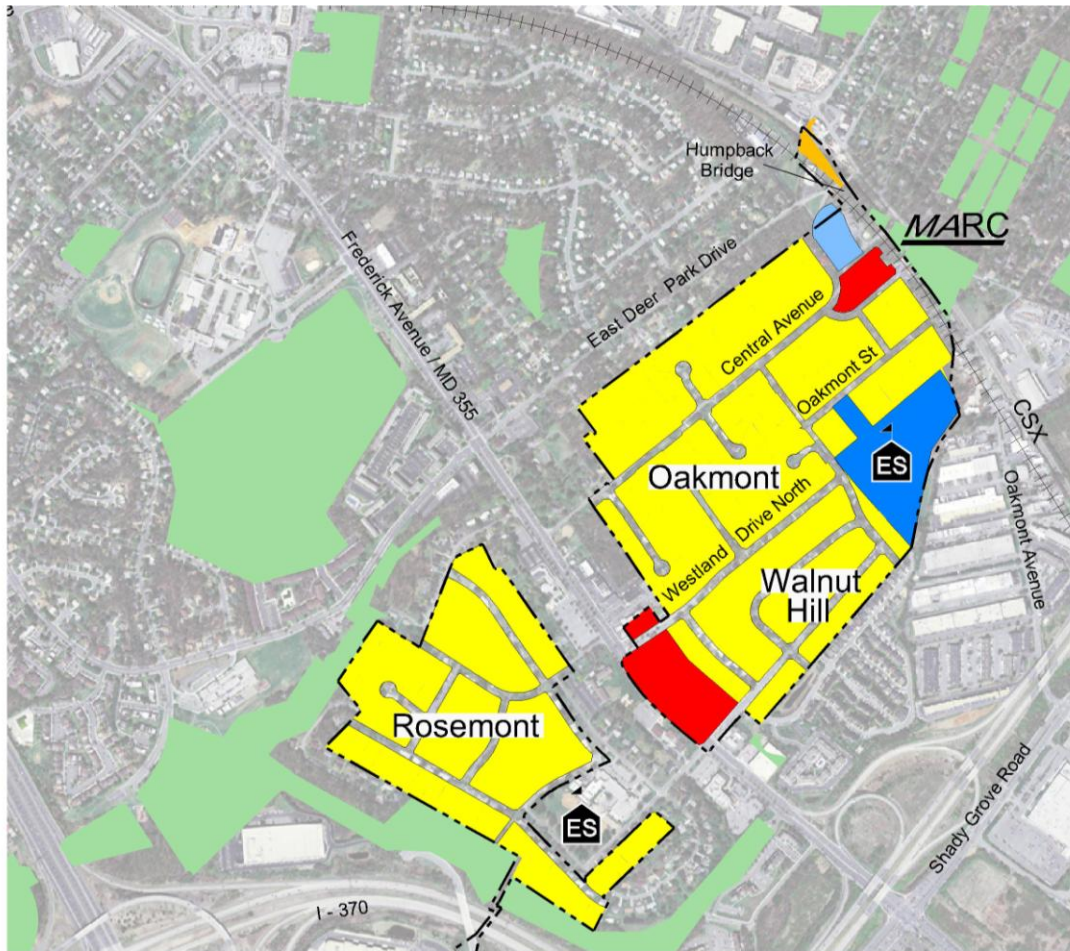 Humpback
Bridge
MARC
Frederick Avenue / MD 355
East Deer Park Drive
Central Avenue
Oakmont St
CSX
ES
Oakmont Avenue
Oakmont
Westland Drive North
Walnut
Hill
Rosemont
ES
Shady Grove Road
I - 370